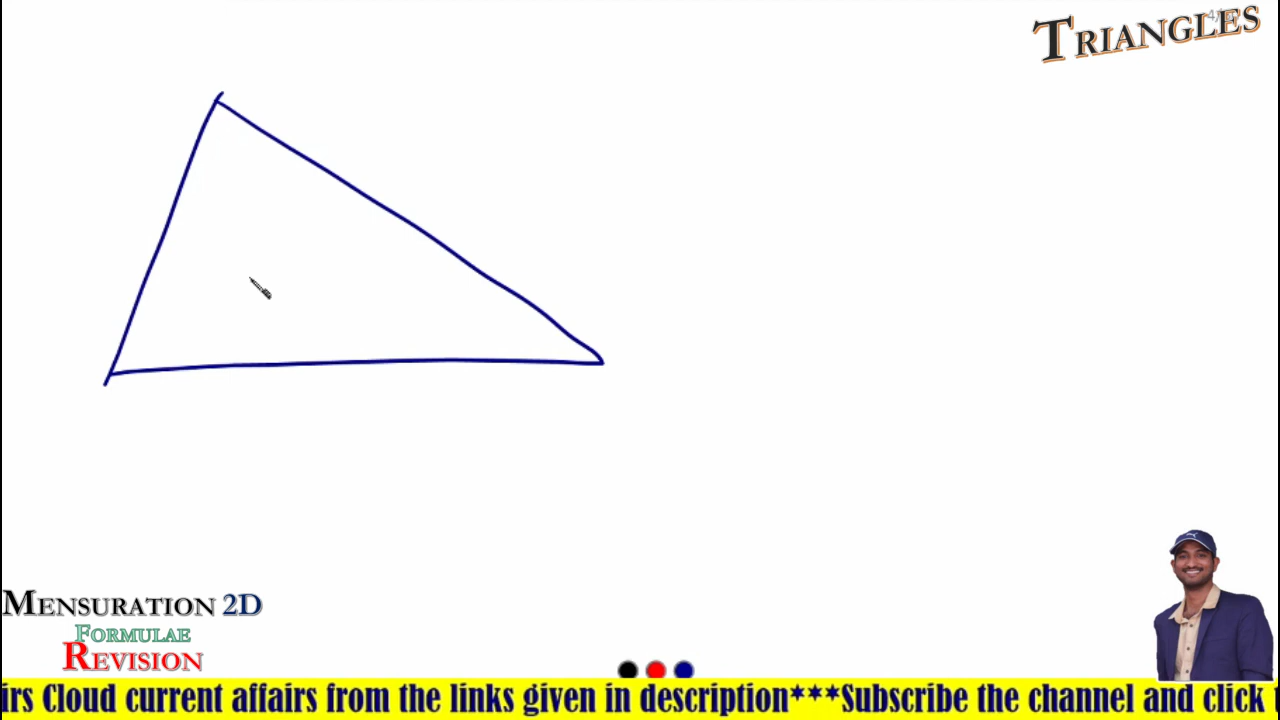 TRIANGLES
MENSURATION 2D
FORMULAE
REVISION
irs Cloud current affairs from the links given in description***Subscribe the channel and click